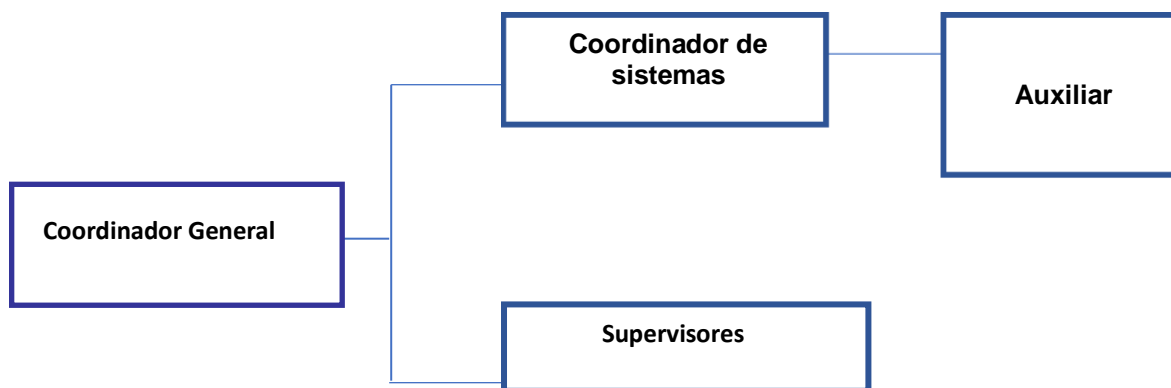 Coordinador de
sistemas
Auxiliar
Coordinador General
Supervisores